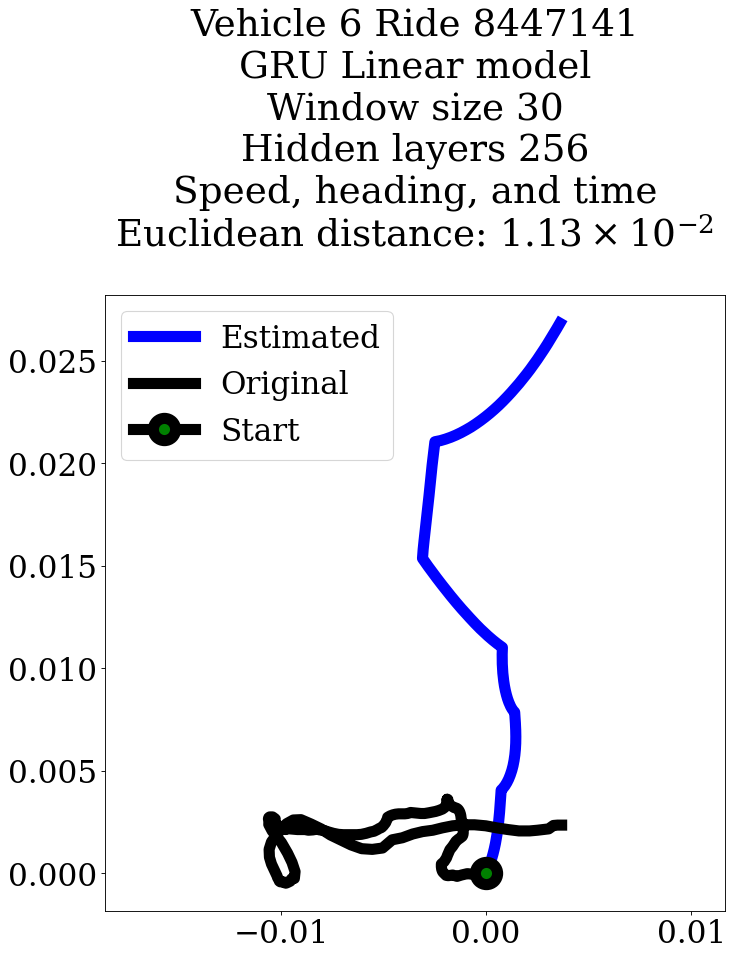 Vehicle 6 Ride 8447141
GRU Linear model
Window size 30
Hidden layers 256
Speed, heading, and time
Euclidean distance: 1.13 × 10⁻²
Estimated
Original
Start
0.025
0.020
0.015
0.010
0.005
0.000
−0.01
0.00
0.01